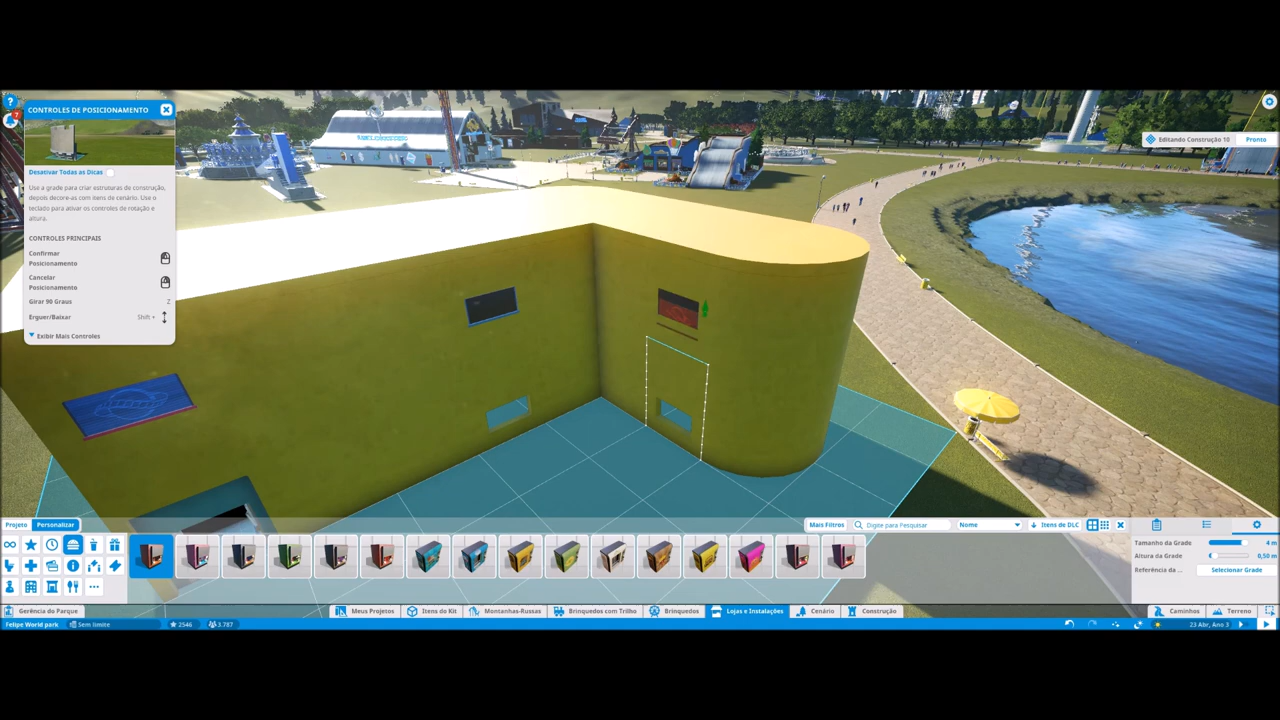 ?
7
CONTROLES DE POSICIONAMENTO
Desativar Todas as Dicas
Use a grade para criar estruturas de construção,
depois decore-as com itens de cenário. Use o
teclado para ativar os controles de rotação e
altura.
CONTROLES PRINCIPAIS
Confirmar
Posicionamento
Cancelar
Posicionamento
Girar 90 Graus Z
Erguer/Baixar Shift +
Exibir Mais Controles
Editando Construção 10 Pronto
Projeto Personalizar
Mais Filtros Digite para Pesquisar Nome Itens de DLC
Tamanho da Grade 4 m
Altura da Grade 0,50 m
Referência da ... Selecionar Grade
Gerência do Parque Meus Projetos Itens do Kit Montanhas-Russas Brinquedos com Trilho Brinquedos Lojas e Instalações Cenário Construção Caminhos Terreno
Felipe World park Sem limite 2546 3.787 23 Abr, Ano 3